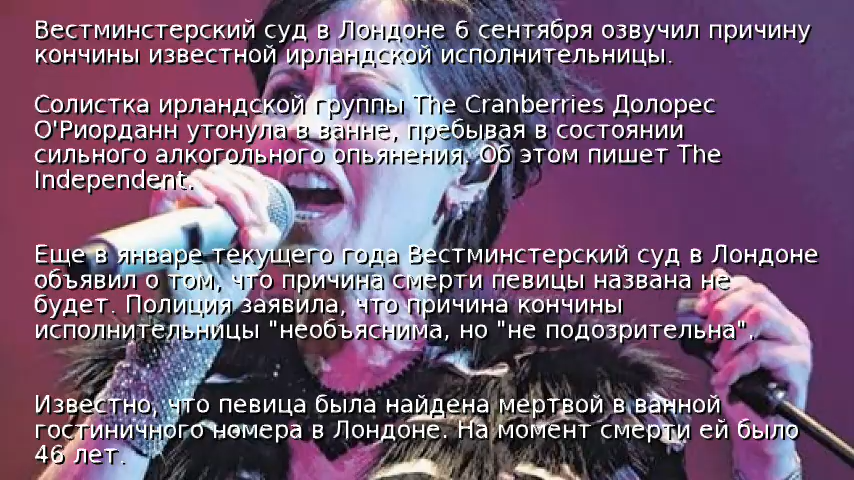 Вестминстерский суд в Лондоне 6 сентября озвучил причину
кончины известной ирландской исполнительницы.
Солистка ирландской группы The Cranberries Долорес
О'Риорданн утонула в ванне, пребывая в состоянии
сильного алкогольного опьянения. Об этом пишет The
Independent.
Еще в январе текущего года Вестминстерский суд в Лондоне
объявил о том, что причина смерти певицы названа не
будет. Полиция заявила, что причина кончины
исполнительницы "необъяснима, но "не подозрительна".
Известно, что певица была найдена мертвой в ванной
гостиничного номера в Лондоне. На момент смерти ей было
46 лет.